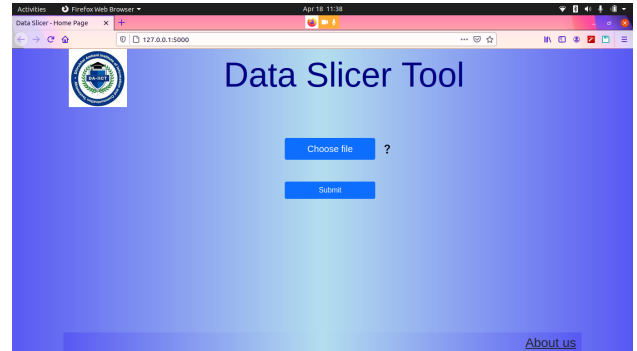 Activities Firefox Web Browser Apr 18 11:38
Data Slicer - Home Page
127.0.0.1:5000
DA-IICT
Data Slicer Tool
Choose file ?
Submit
About us